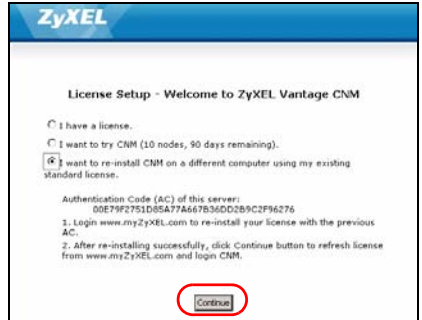 ZyXEL
License Setup - Welcome to ZyXEL Vantage CNM
I have a license.
I want to try CNM (10 nodes, 90 days remaining).
I want to re-install CNM on a different computer using my existing
standard license.
Authentication Code (AC) of this server:
00E79F2751D85A77A667B36DD2B9C2F96276
1. Login www.myZyXEL.com to re-install your license with the previous
AC.
2. After re-installing successfully, click Continue button to refresh license
from www.myZyXEL.com and login CNM.
Continue